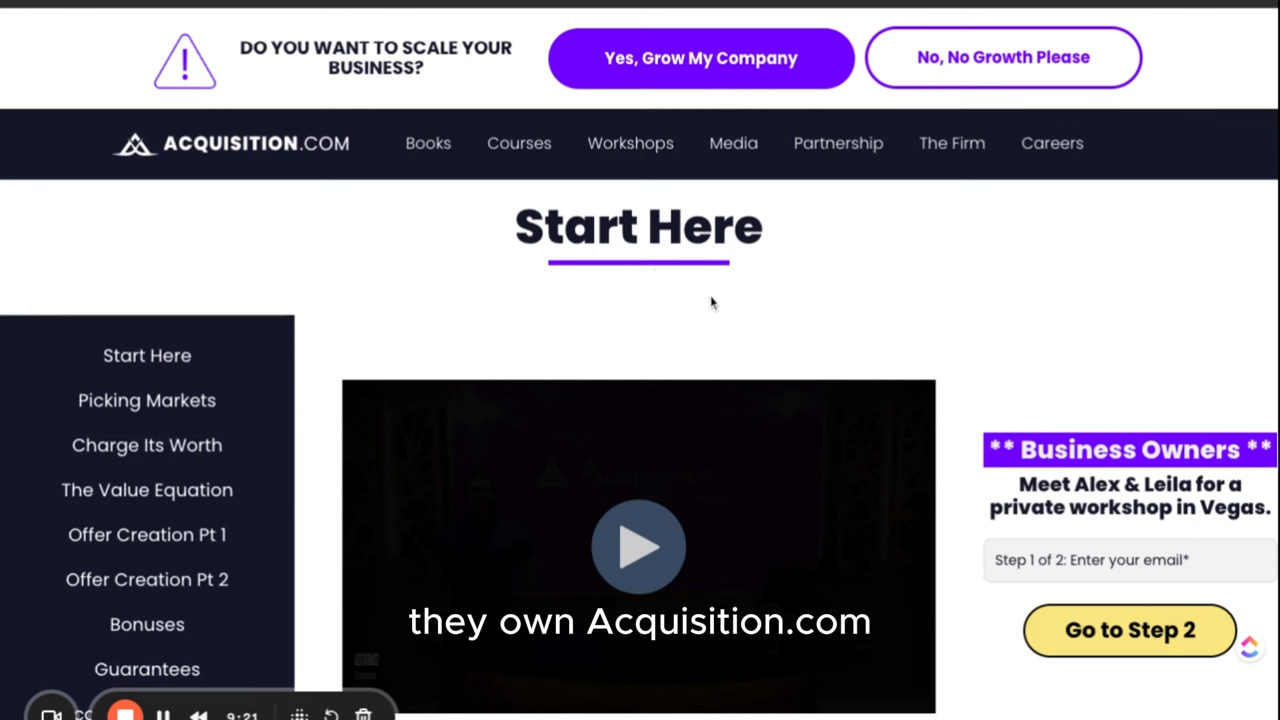 DO YOU WANT TO SCALE YOUR
BUSINESS?
Yes, Grow My Company
No, No Growth Please
ACQUISITION.COM
Books
Courses
Workshops
Media
Partnership
The Firm
Careers
Start Here
Start Here
Picking Markets
Charge Its Worth
The Value Equation
Offer Creation Pt 1
Offer Creation Pt 2
Bonuses
Guarantees
they own Acquisition.com
** Business Owners **
Meet Alex & Leila for a
private workshop in Vegas.
Step 1 of 2: Enter your email*
Go to Step 2
9:21